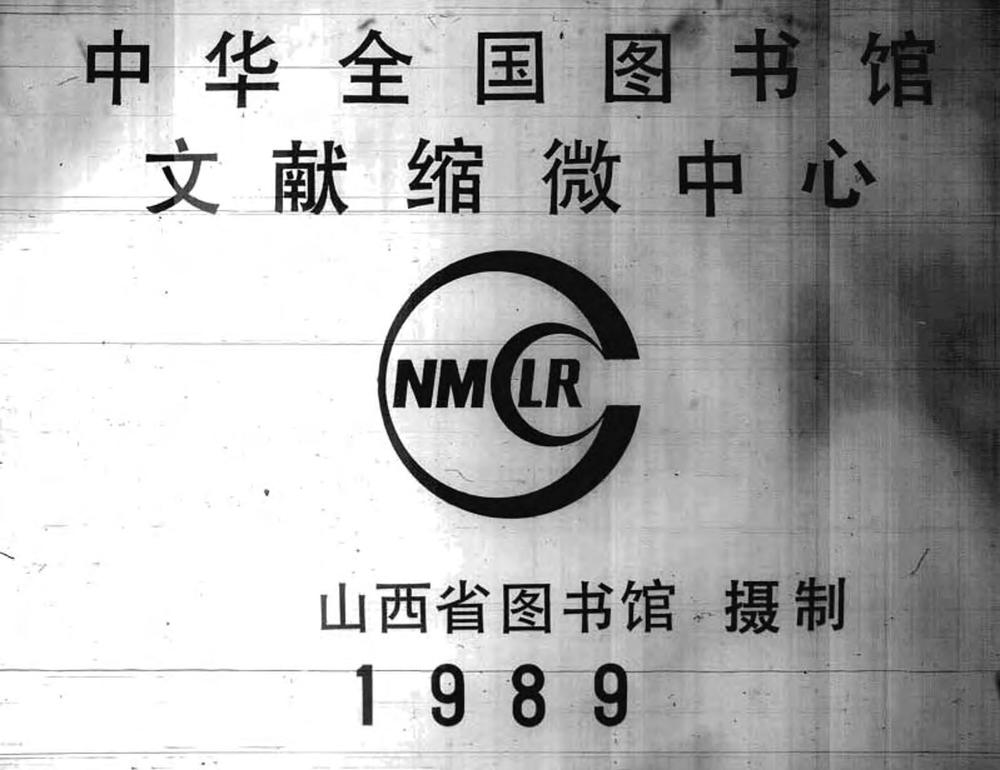 中华全国图书馆
文献缩微中心
NMCLR
山西省图书馆 摄制
1989